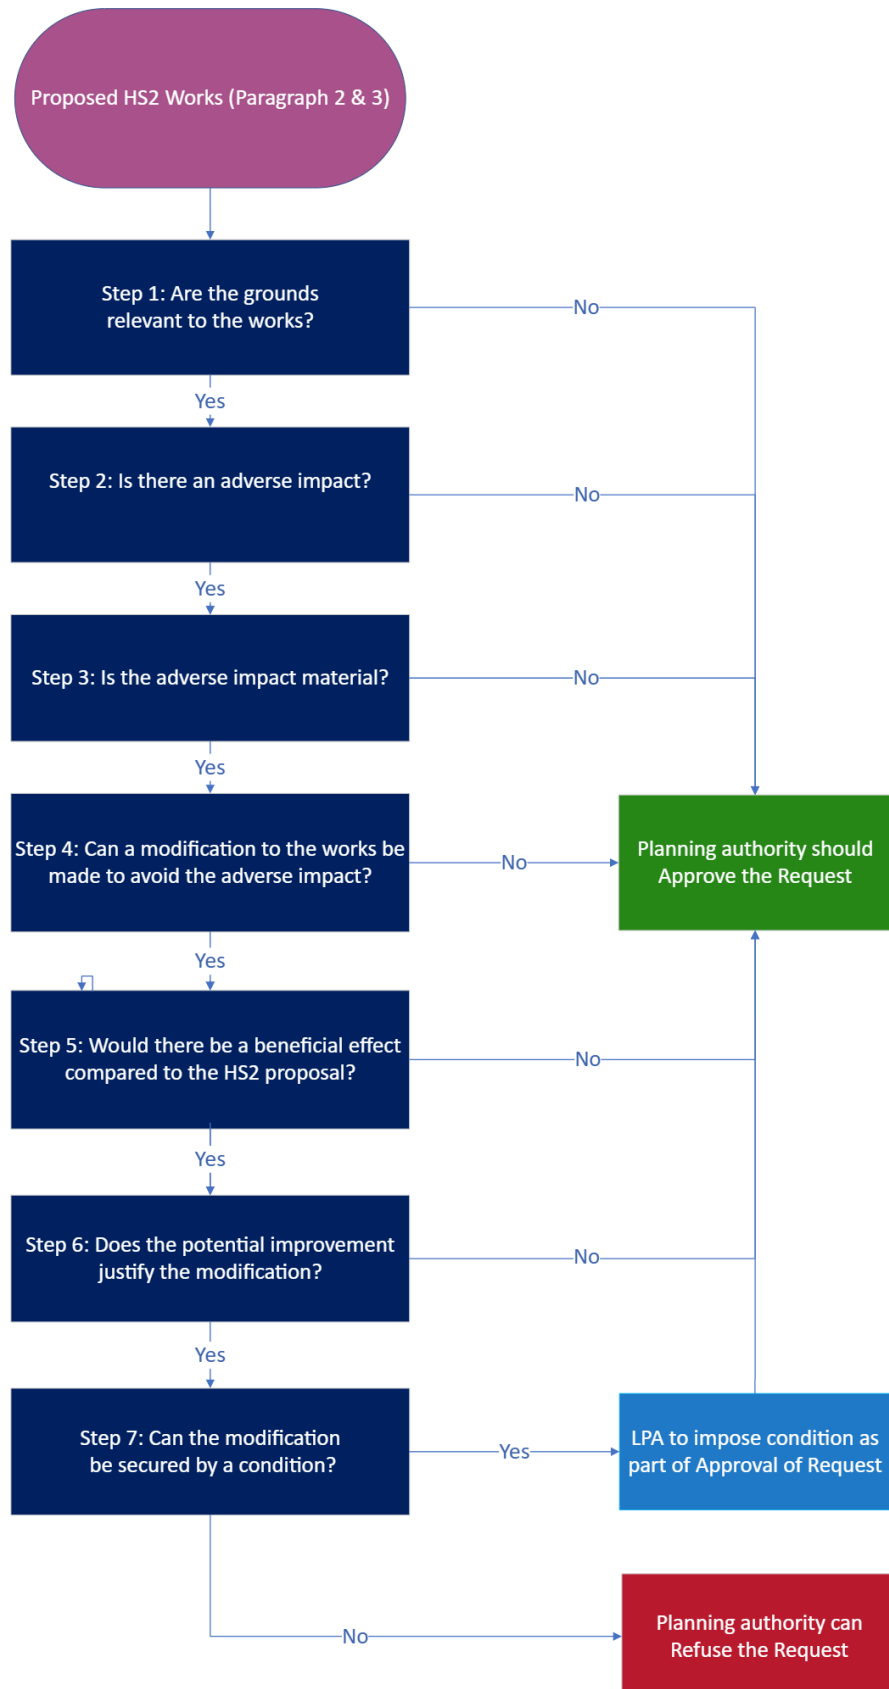 Proposed HS2 Works (Paragraph 2 & 3)
Step 1: Are the grounds
relevant to the works?
No
Yes
Step 2: Is there an adverse impact?
No
Yes
Step 3: Is the adverse impact material?
No
Yes
Step 4: Can a modification to the works be
made to avoid the adverse impact?
No
Planning authority should
Approve the Request
Yes
Step 5: Would there be a beneficial effect
compared to the HS2 proposal?
No
Yes
Step 6: Does the potential improvement
justify the modification?
No
Yes
Step 7: Can the modification
be secured by a condition?
Yes
LPA to impose condition as
part of Approval of Request
No
Planning authority can
Refuse the Request